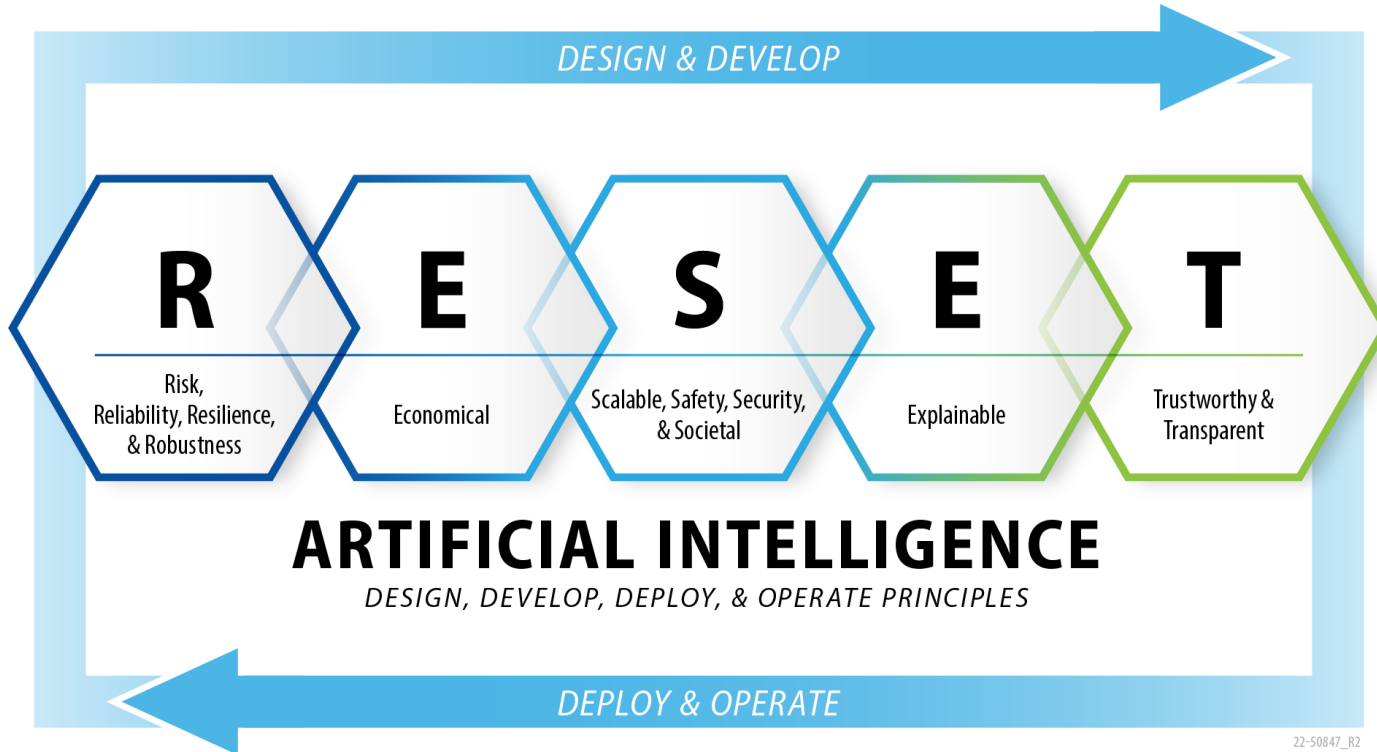 DESIGN & DEVELOP
R
E
S
E
T
Risk,
Reliability, Resilience,
& Robustness
Economical
Scalable, Safety, Security,
& Societal
Explainable
Trustworthy &
Transparent
ARTIFICIAL INTELLIGENCE
DESIGN, DEVELOP, DEPLOY, & OPERATE PRINCIPLES
DEPLOY & OPERATE
22-50847_R2